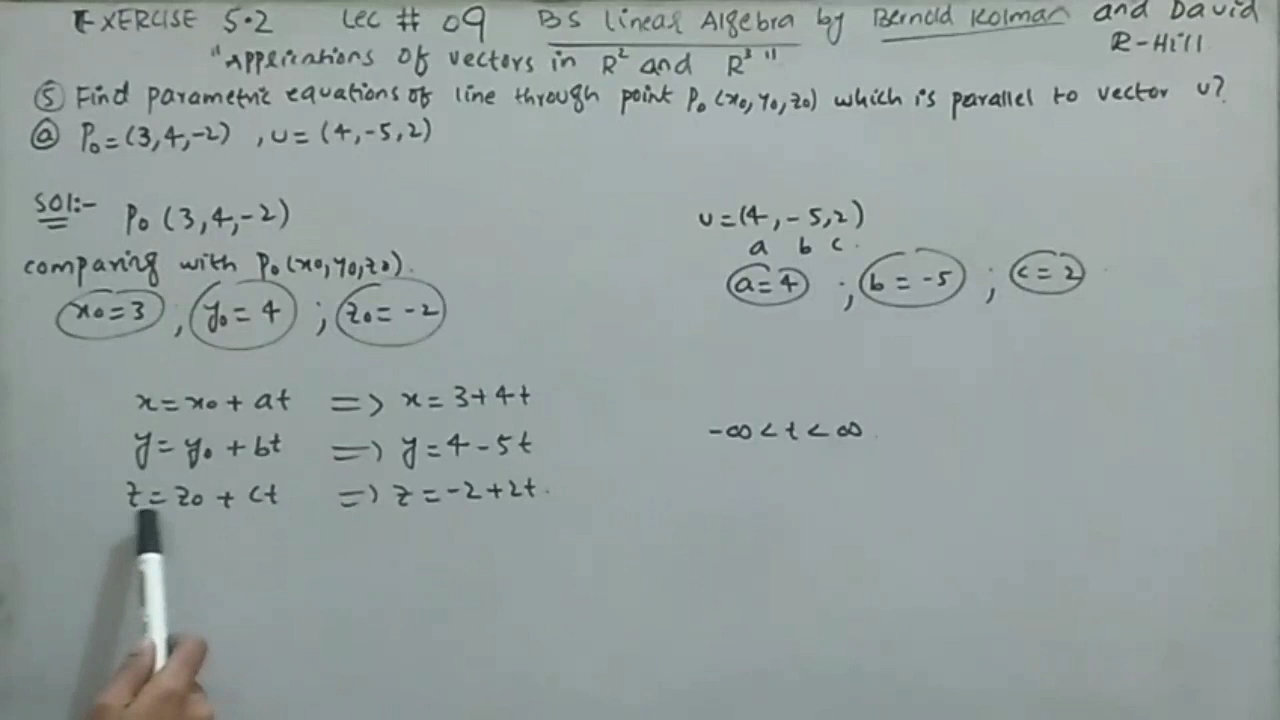 EXERCISE 5.2 Lec # 09 BS Linear Algebra by Bernold Kolman and David R-Hill
"Applications of vectors in R² and R³"
⑤ Find parametric equations of line through point P₀(x₀,y₀,z₀) which is parallel to vector U?
ⓐ P₀=(3,4,-2) , U=(4,-5,2)
SOl:- P₀(3,4,-2)
comparing with P₀(x₀,y₀,z₀).
x₀=3 ; y₀=4 ; z₀=-2
U=(4,-5,2)
a b c.
a=4 ; b=-5 ; c=2
x=x₀+at => x=3+4t
y=y₀+bt => y=4-5t
z=z₀+ct => z=-2+2t.
-∞<t<∞.